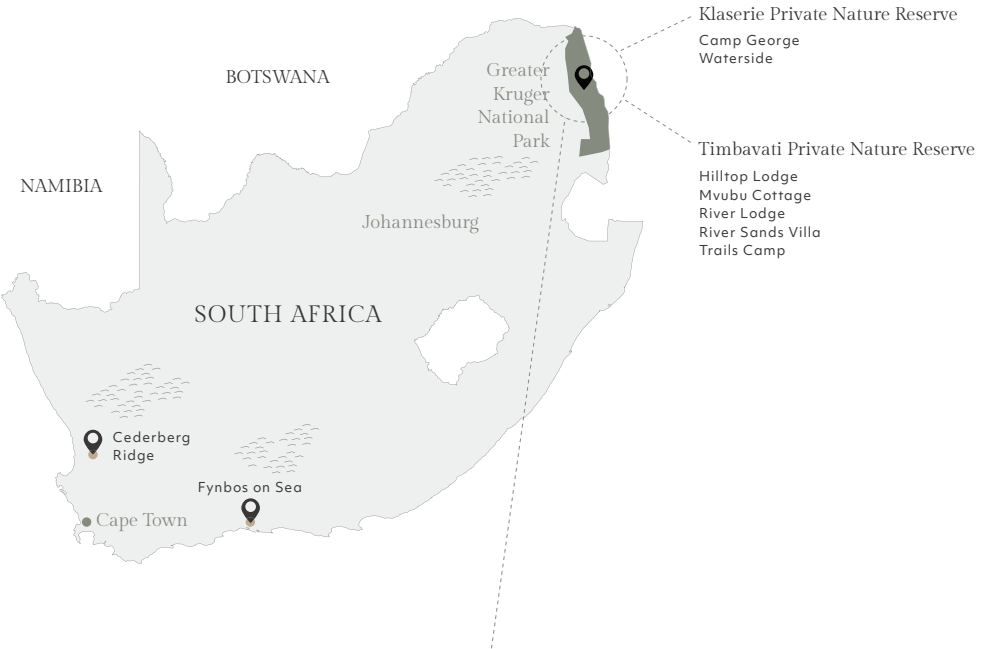 Klaserie Private Nature Reserve
Camp George
Waterside
BOTSWANA
Greater
Kruger
National
Park
Timbavati Private Nature Reserve
Hilltop Lodge
Mvubu Cottage
River Lodge
River Sands Villa
Trails Camp
NAMIBIA
Johannesburg
SOUTH AFRICA
Cederberg
Ridge
Fynbos on Sea
Cape Town